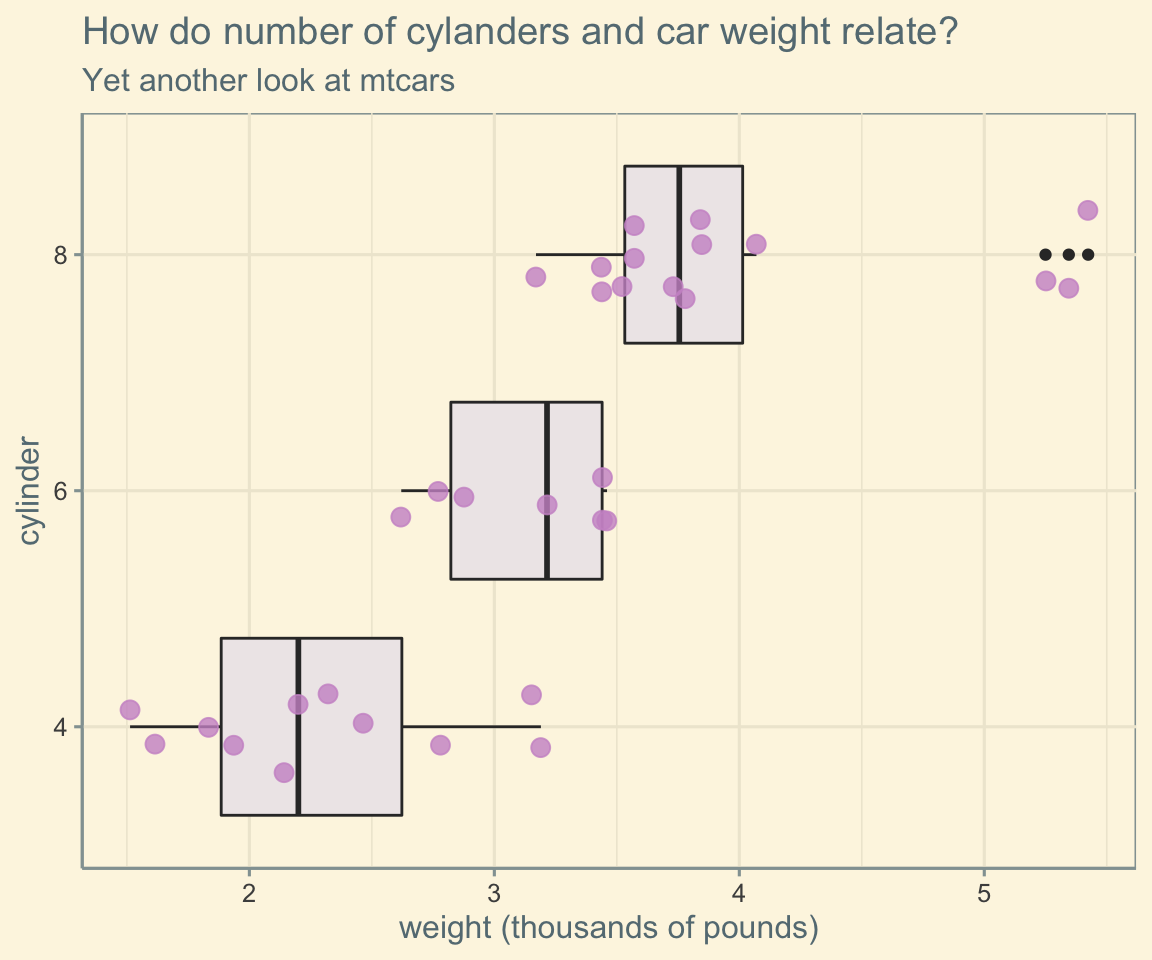 How do number of cylanders and car weight relate?
Yet another look at mtcars
8
6
4
cylinder
2 3 4 5
weight (thousands of pounds)